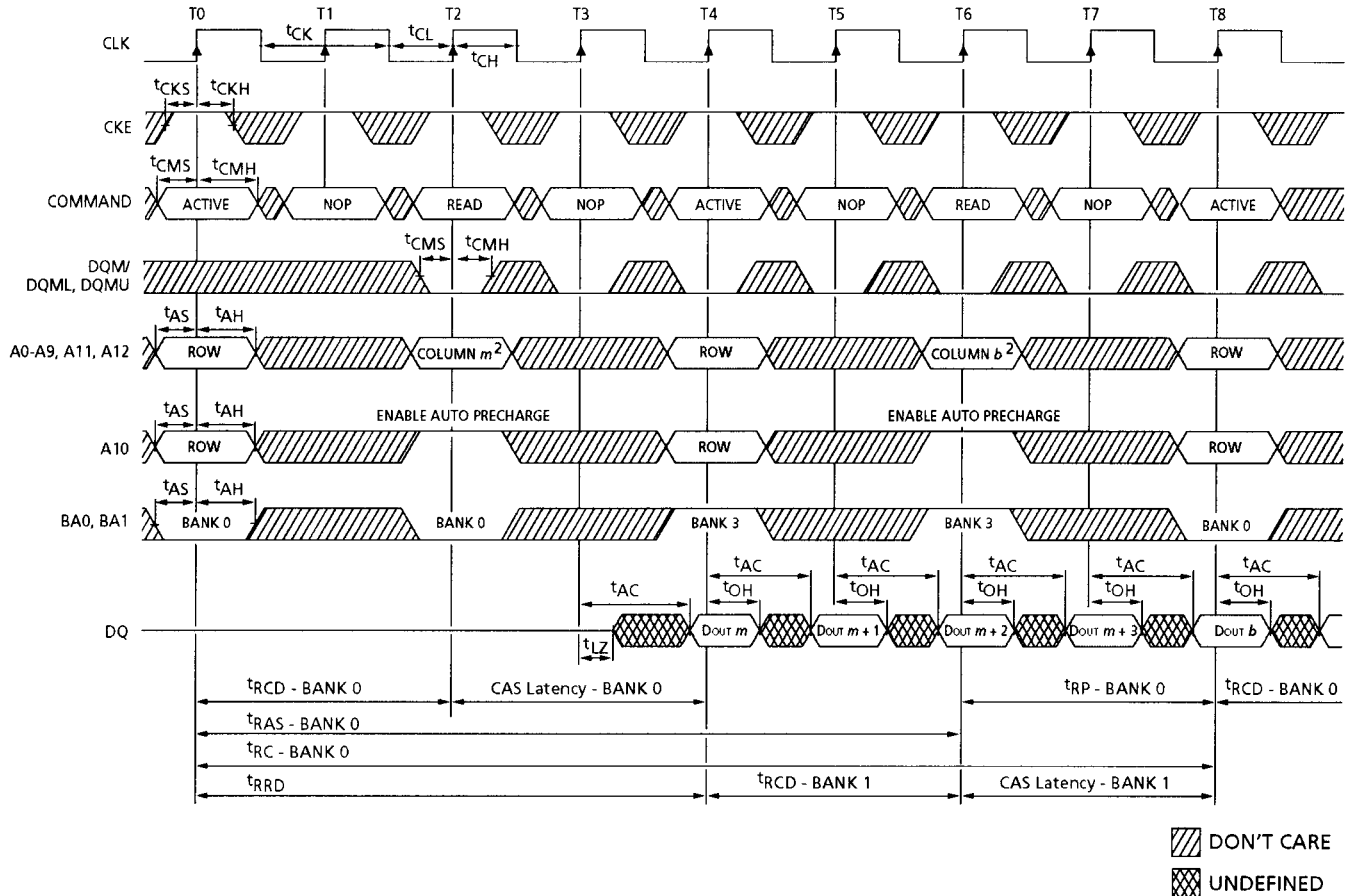 T0 T1 T2 T3 T4 T5 T6 T7 T8
CLK
tCK tCL
tCH
tCKS tCKH
CKE
tCMS tCMH
COMMAND ACTIVE NOP READ NOP ACTIVE NOP READ NOP ACTIVE
tCMS tCMH
DQM/
DQML, DQMU
tAS tAH
A0-A9, A11, A12 ROW COLUMN m2 ROW COLUMN b2 ROW
tAS tAH ENABLE AUTO PRECHARGE ENABLE AUTO PRECHARGE
A10 ROW ROW ROW
tAS tAH
BA0, BA1 BANK 0 BANK 0 BANK 3 BANK 3 BANK 0
tAC tAC tAC tAC tAC tAC
tOH tOH tOH tOH tOH
DQ DOUT m DOUT m + 1 DOUT m + 2 DOUT m + 3 DOUT b
tLZ
tRCD - BANK 0 CAS Latency - BANK 0 tRP - BANK 0 tRCD - BANK 0
tRAS - BANK 0
tRC - BANK 0
tRRD tRCD - BANK 1 CAS Latency - BANK 1
DON'T CARE
UNDEFINED